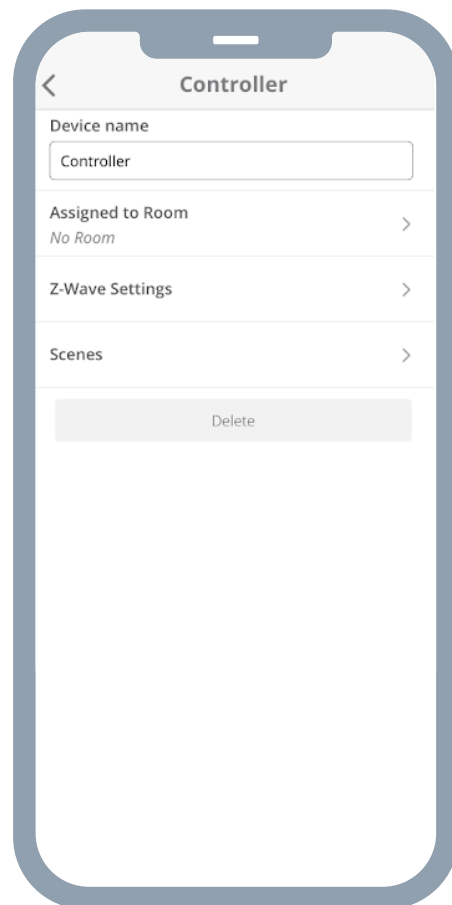 Controller
Device name
Controller
Assigned to Room
No Room
Z-Wave Settings
Scenes
Delete